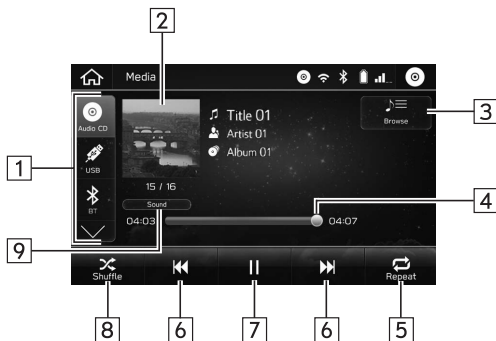 2
Media
1
Audio CD
USB
BT
Title 01
Artist 01
Album 01
Browse
3
15 / 16
Sound
04:03
04:07
4
9
Shuffle
Repeat
8
6
7
6
5